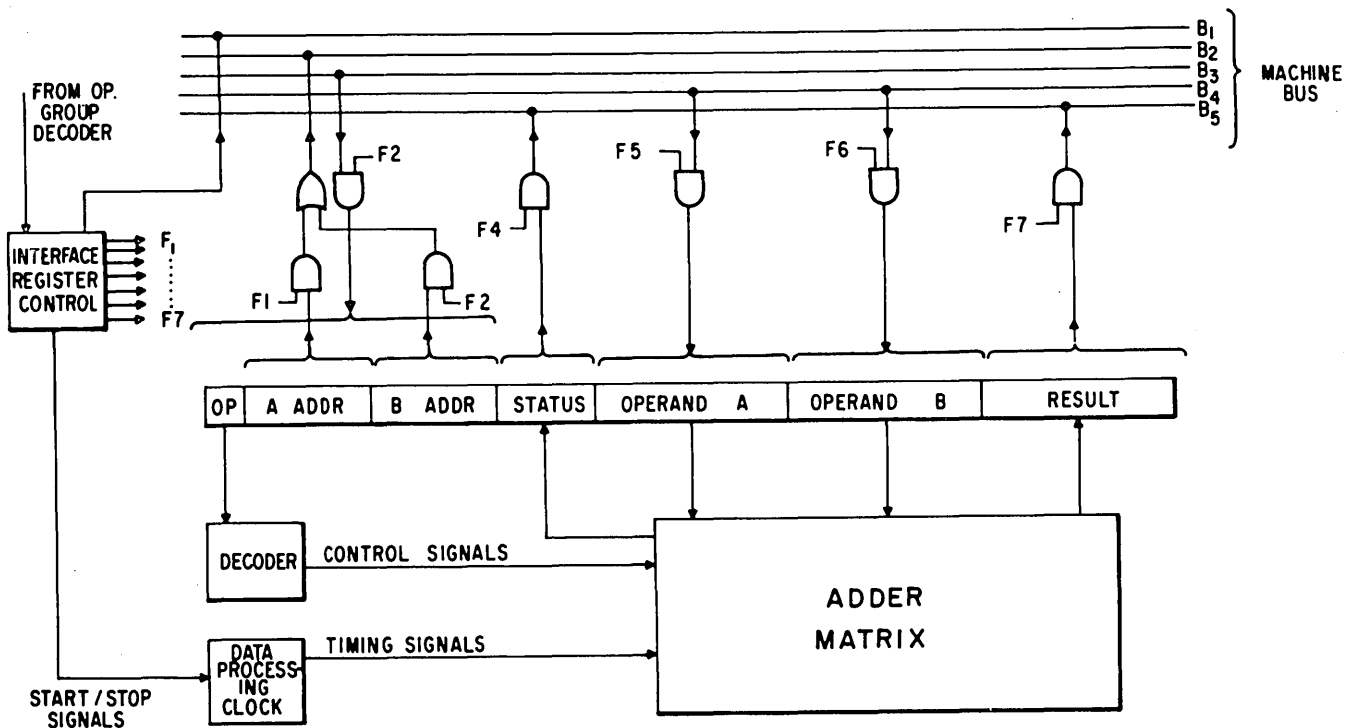 B1
B2
B3
B4
B5
MACHINE
BUS
FROM OP.
GROUP
DECODER
F2
F5
F6
F4
F7
INTERFACE
REGISTER
CONTROL
F1
F7
F1
F2
OP
A ADDR
B ADDR
STATUS
OPERAND A
OPERAND B
RESULT
DECODER
CONTROL SIGNALS
ADDER
MATRIX
DATA
PROCESS
ING
CLOCK
TIMING SIGNALS
START/STOP
SIGNALS